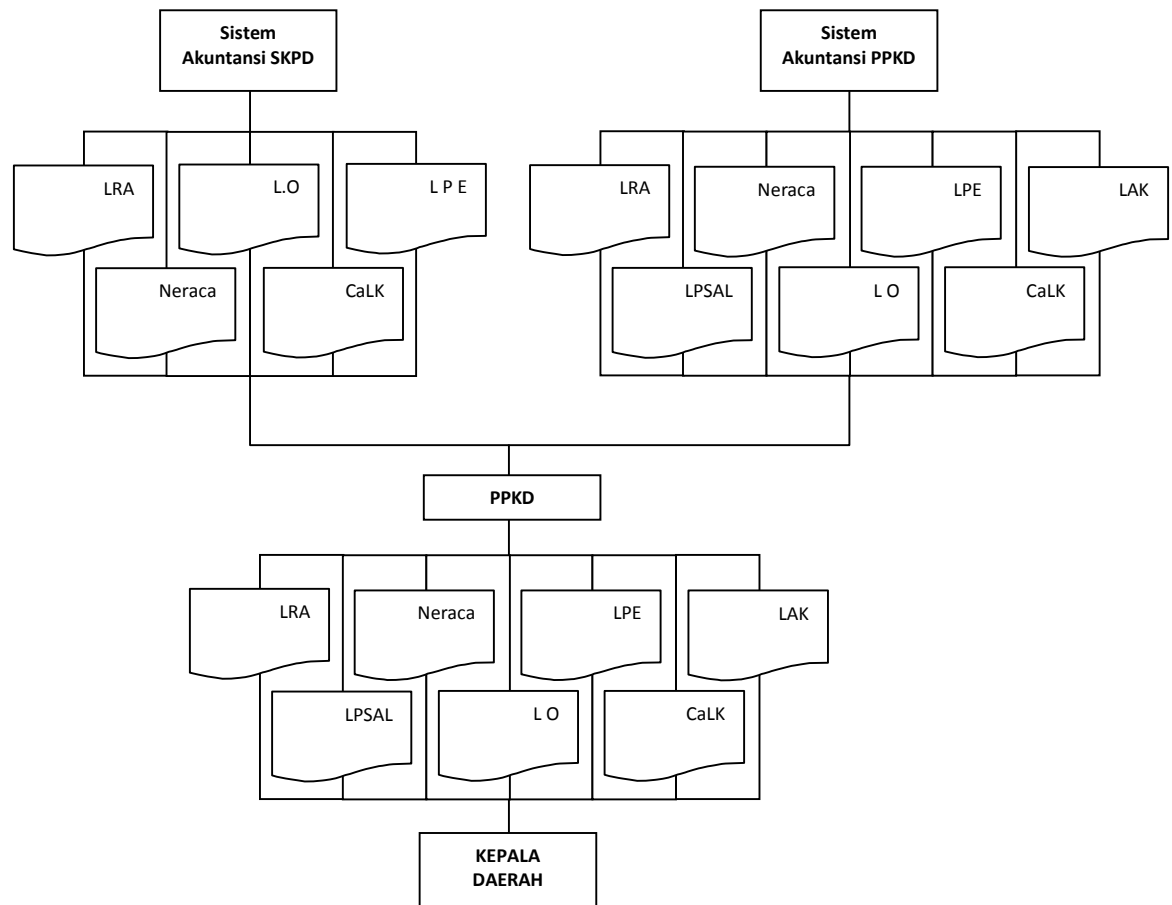 Sistem
Akuntansi SKPD
Sistem
Akuntansi PPKD
LRA
L.O
L P E
Neraca
CaLK
LRA
Neraca
LPE
LAK
LPSAL
L O
CaLK
PPKD
LRA
Neraca
LPE
LAK
LPSAL
L O
CaLK
KEPALA
DAERAH